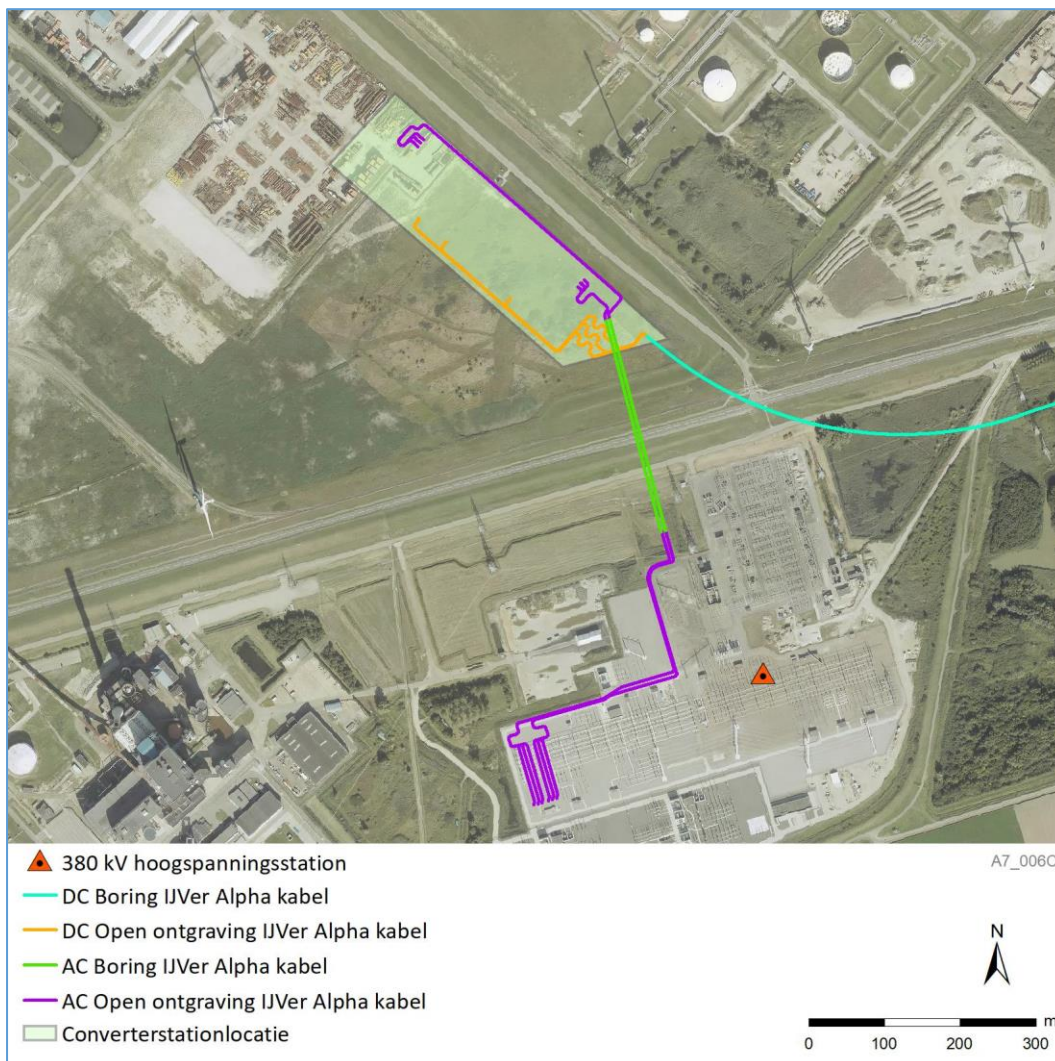 380 kV hoogspanningsstation
A7_006C
DC Boring IJVer Alpha kabel
DC Open ontgraving IJVer Alpha kabel
N
AC Boring IJVer Alpha kabel
AC Open ontgraving IJVer Alpha kabel
m
Converterstationlocatie
0 100 200 300